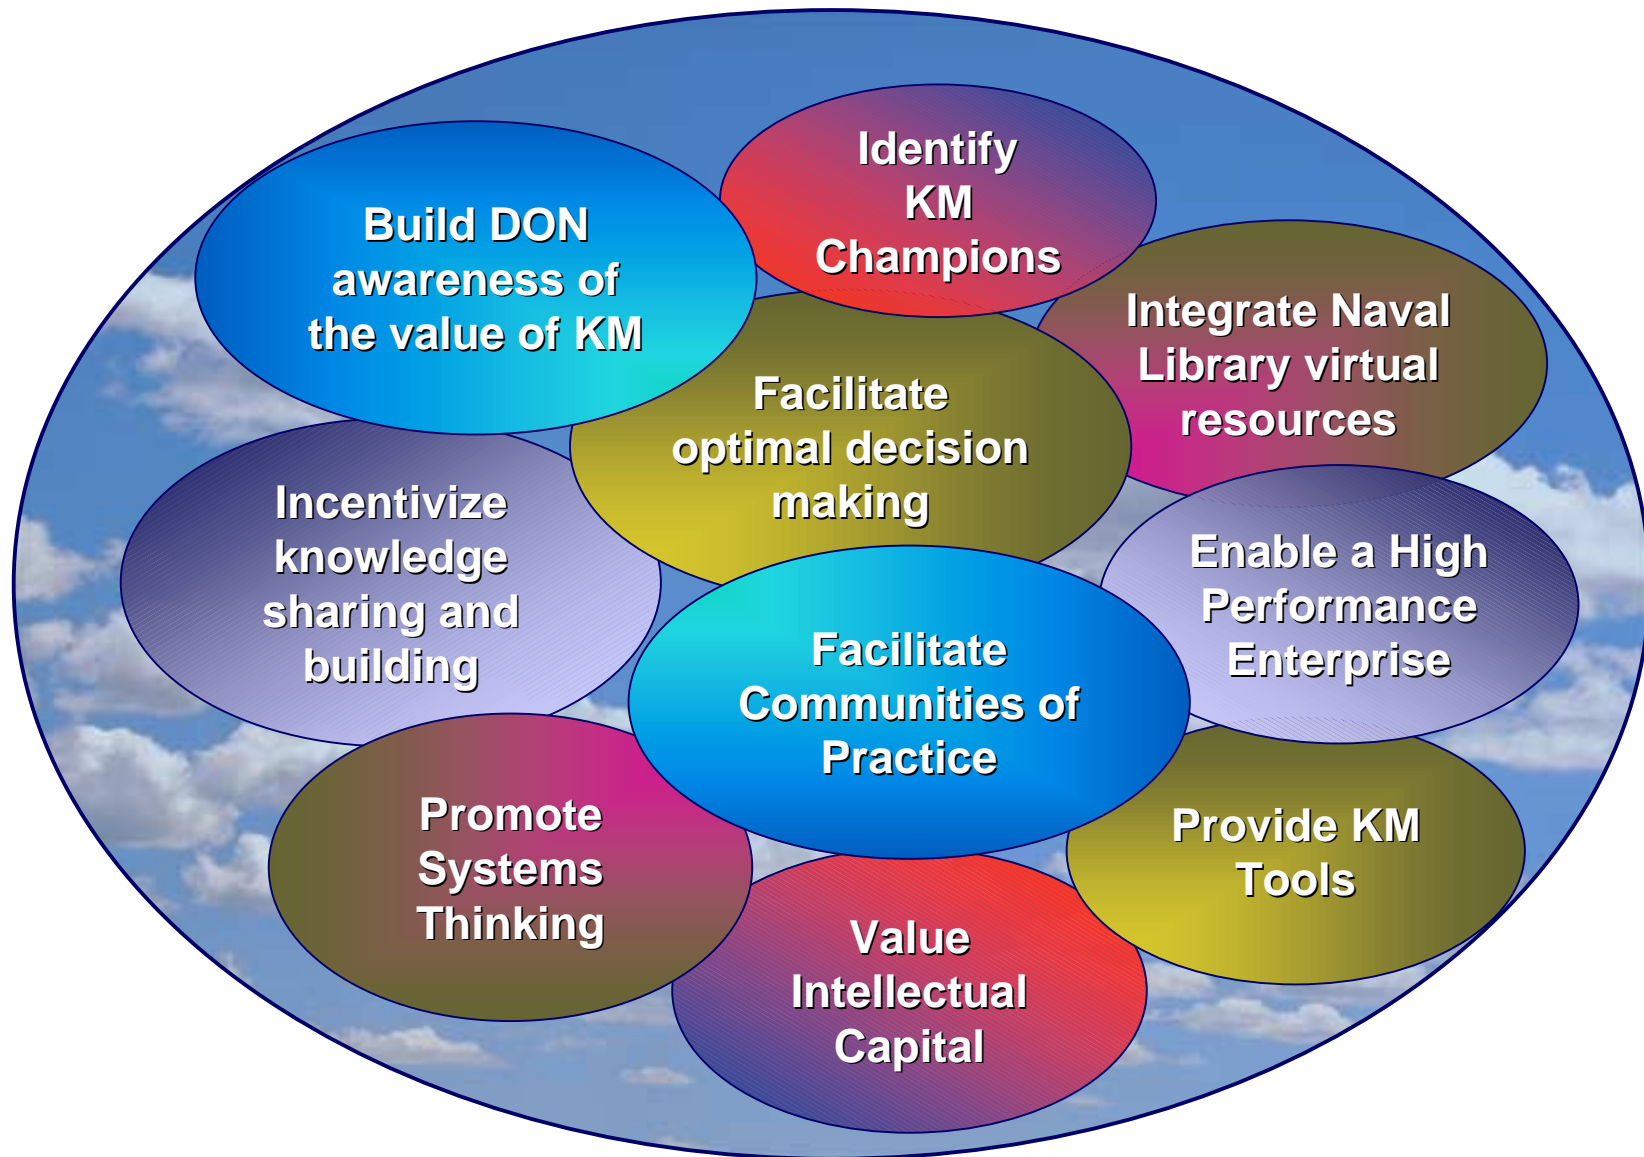 Identify
KM
Champions
Build DON
awareness of
the value of KM
Integrate Naval
Library virtual
resources
Facilitate
optimal decision
making
Incentivize
knowledge
sharing and
building
Enable a High
Performance
Enterprise
Facilitate
Communities of
Practice
Promote
Systems
Thinking
Provide KM
Tools
Value
Intellectual
Capital